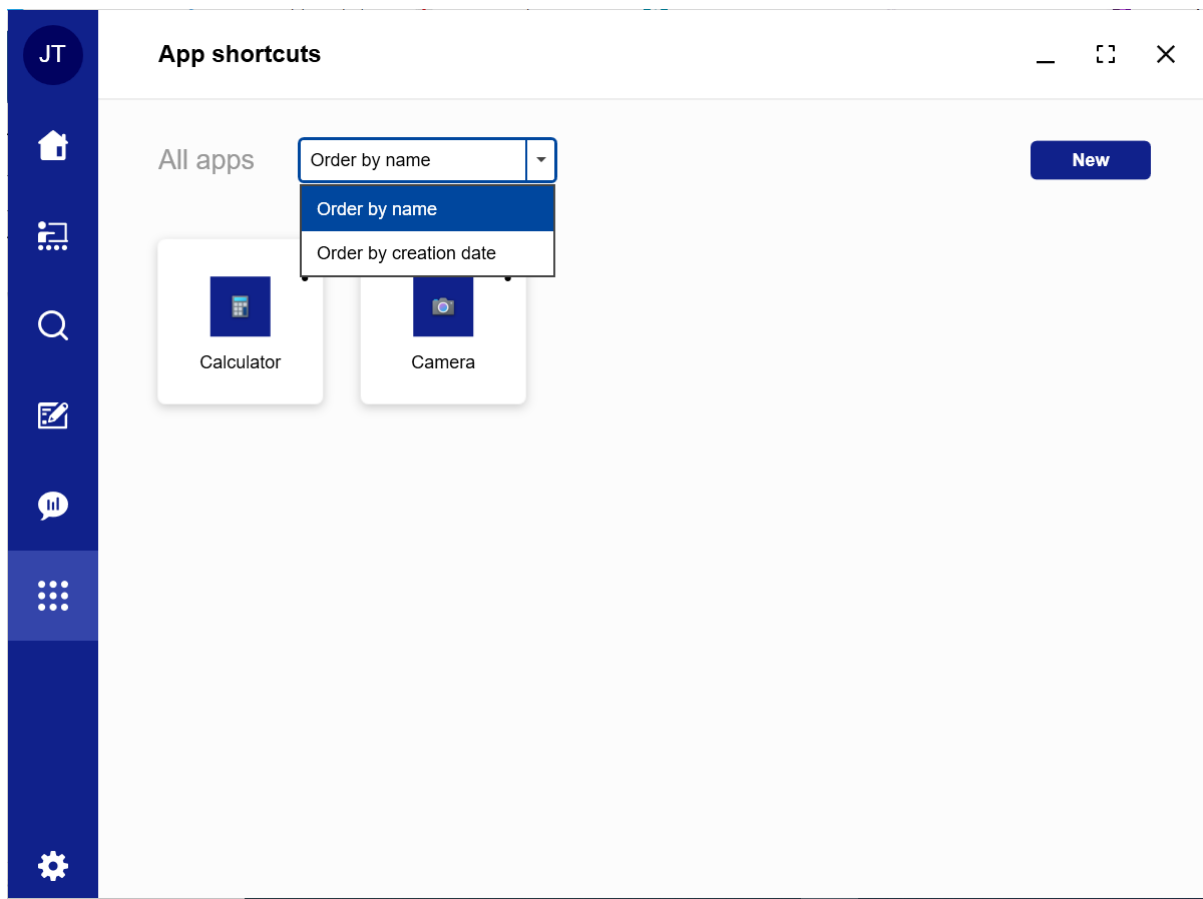 JT
App shortcuts
All apps
Order by name
New
Order by name
Order by creation date
Calculator
Camera